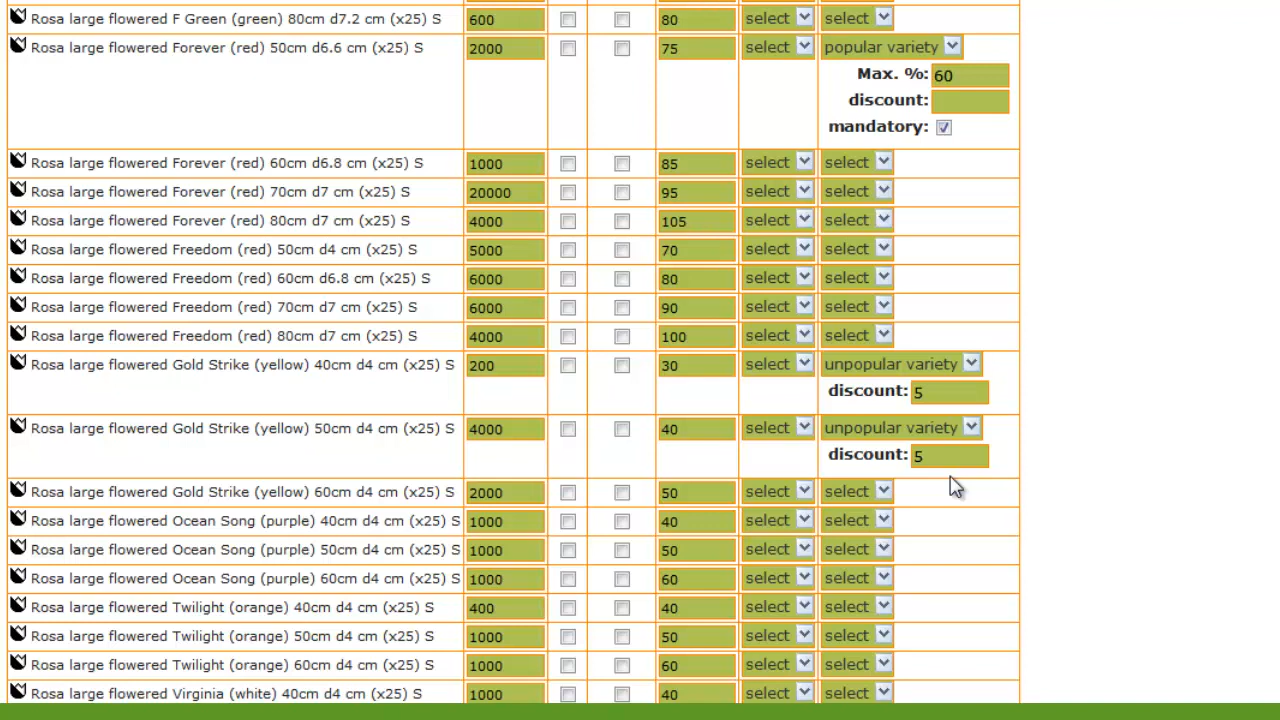 Rosa large flowered F Green (green) 80cm d7.2 cm (x25) S 600 80 select select
Rosa large flowered Forever (red) 50cm d6.6 cm (x25) S 2000 75 select popular variety
Max. %: 60
discount:
mandatory:
Rosa large flowered Forever (red) 60cm d6.8 cm (x25) S 1000 85 select select
Rosa large flowered Forever (red) 70cm d7 cm (x25) S 20000 95 select select
Rosa large flowered Forever (red) 80cm d7 cm (x25) S 4000 105 select select
Rosa large flowered Freedom (red) 50cm d4 cm (x25) S 5000 70 select select
Rosa large flowered Freedom (red) 60cm d6.8 cm (x25) S 6000 80 select select
Rosa large flowered Freedom (red) 70cm d7 cm (x25) S 6000 90 select select
Rosa large flowered Freedom (red) 80cm d7 cm (x25) S 4000 100 select select
Rosa large flowered Gold Strike (yellow) 40cm d4 cm (x25) S 200 30 select unpopular variety
discount: 5
Rosa large flowered Gold Strike (yellow) 50cm d4 cm (x25) S 4000 40 select unpopular variety
discount: 5
Rosa large flowered Gold Strike (yellow) 60cm d4 cm (x25) S 2000 50 select select
Rosa large flowered Ocean Song (purple) 40cm d4 cm (x25) S 1000 40 select select
Rosa large flowered Ocean Song (purple) 50cm d4 cm (x25) S 1000 50 select select
Rosa large flowered Ocean Song (purple) 60cm d4 cm (x25) S 1000 60 select select
Rosa large flowered Twilight (orange) 40cm d4 cm (x25) S 400 40 select select
Rosa large flowered Twilight (orange) 50cm d4 cm (x25) S 1000 50 select select
Rosa large flowered Twilight (orange) 60cm d4 cm (x25) S 1000 60 select select
Rosa large flowered Virginia (white) 40cm d4 cm (x25) S 1000 40 select select